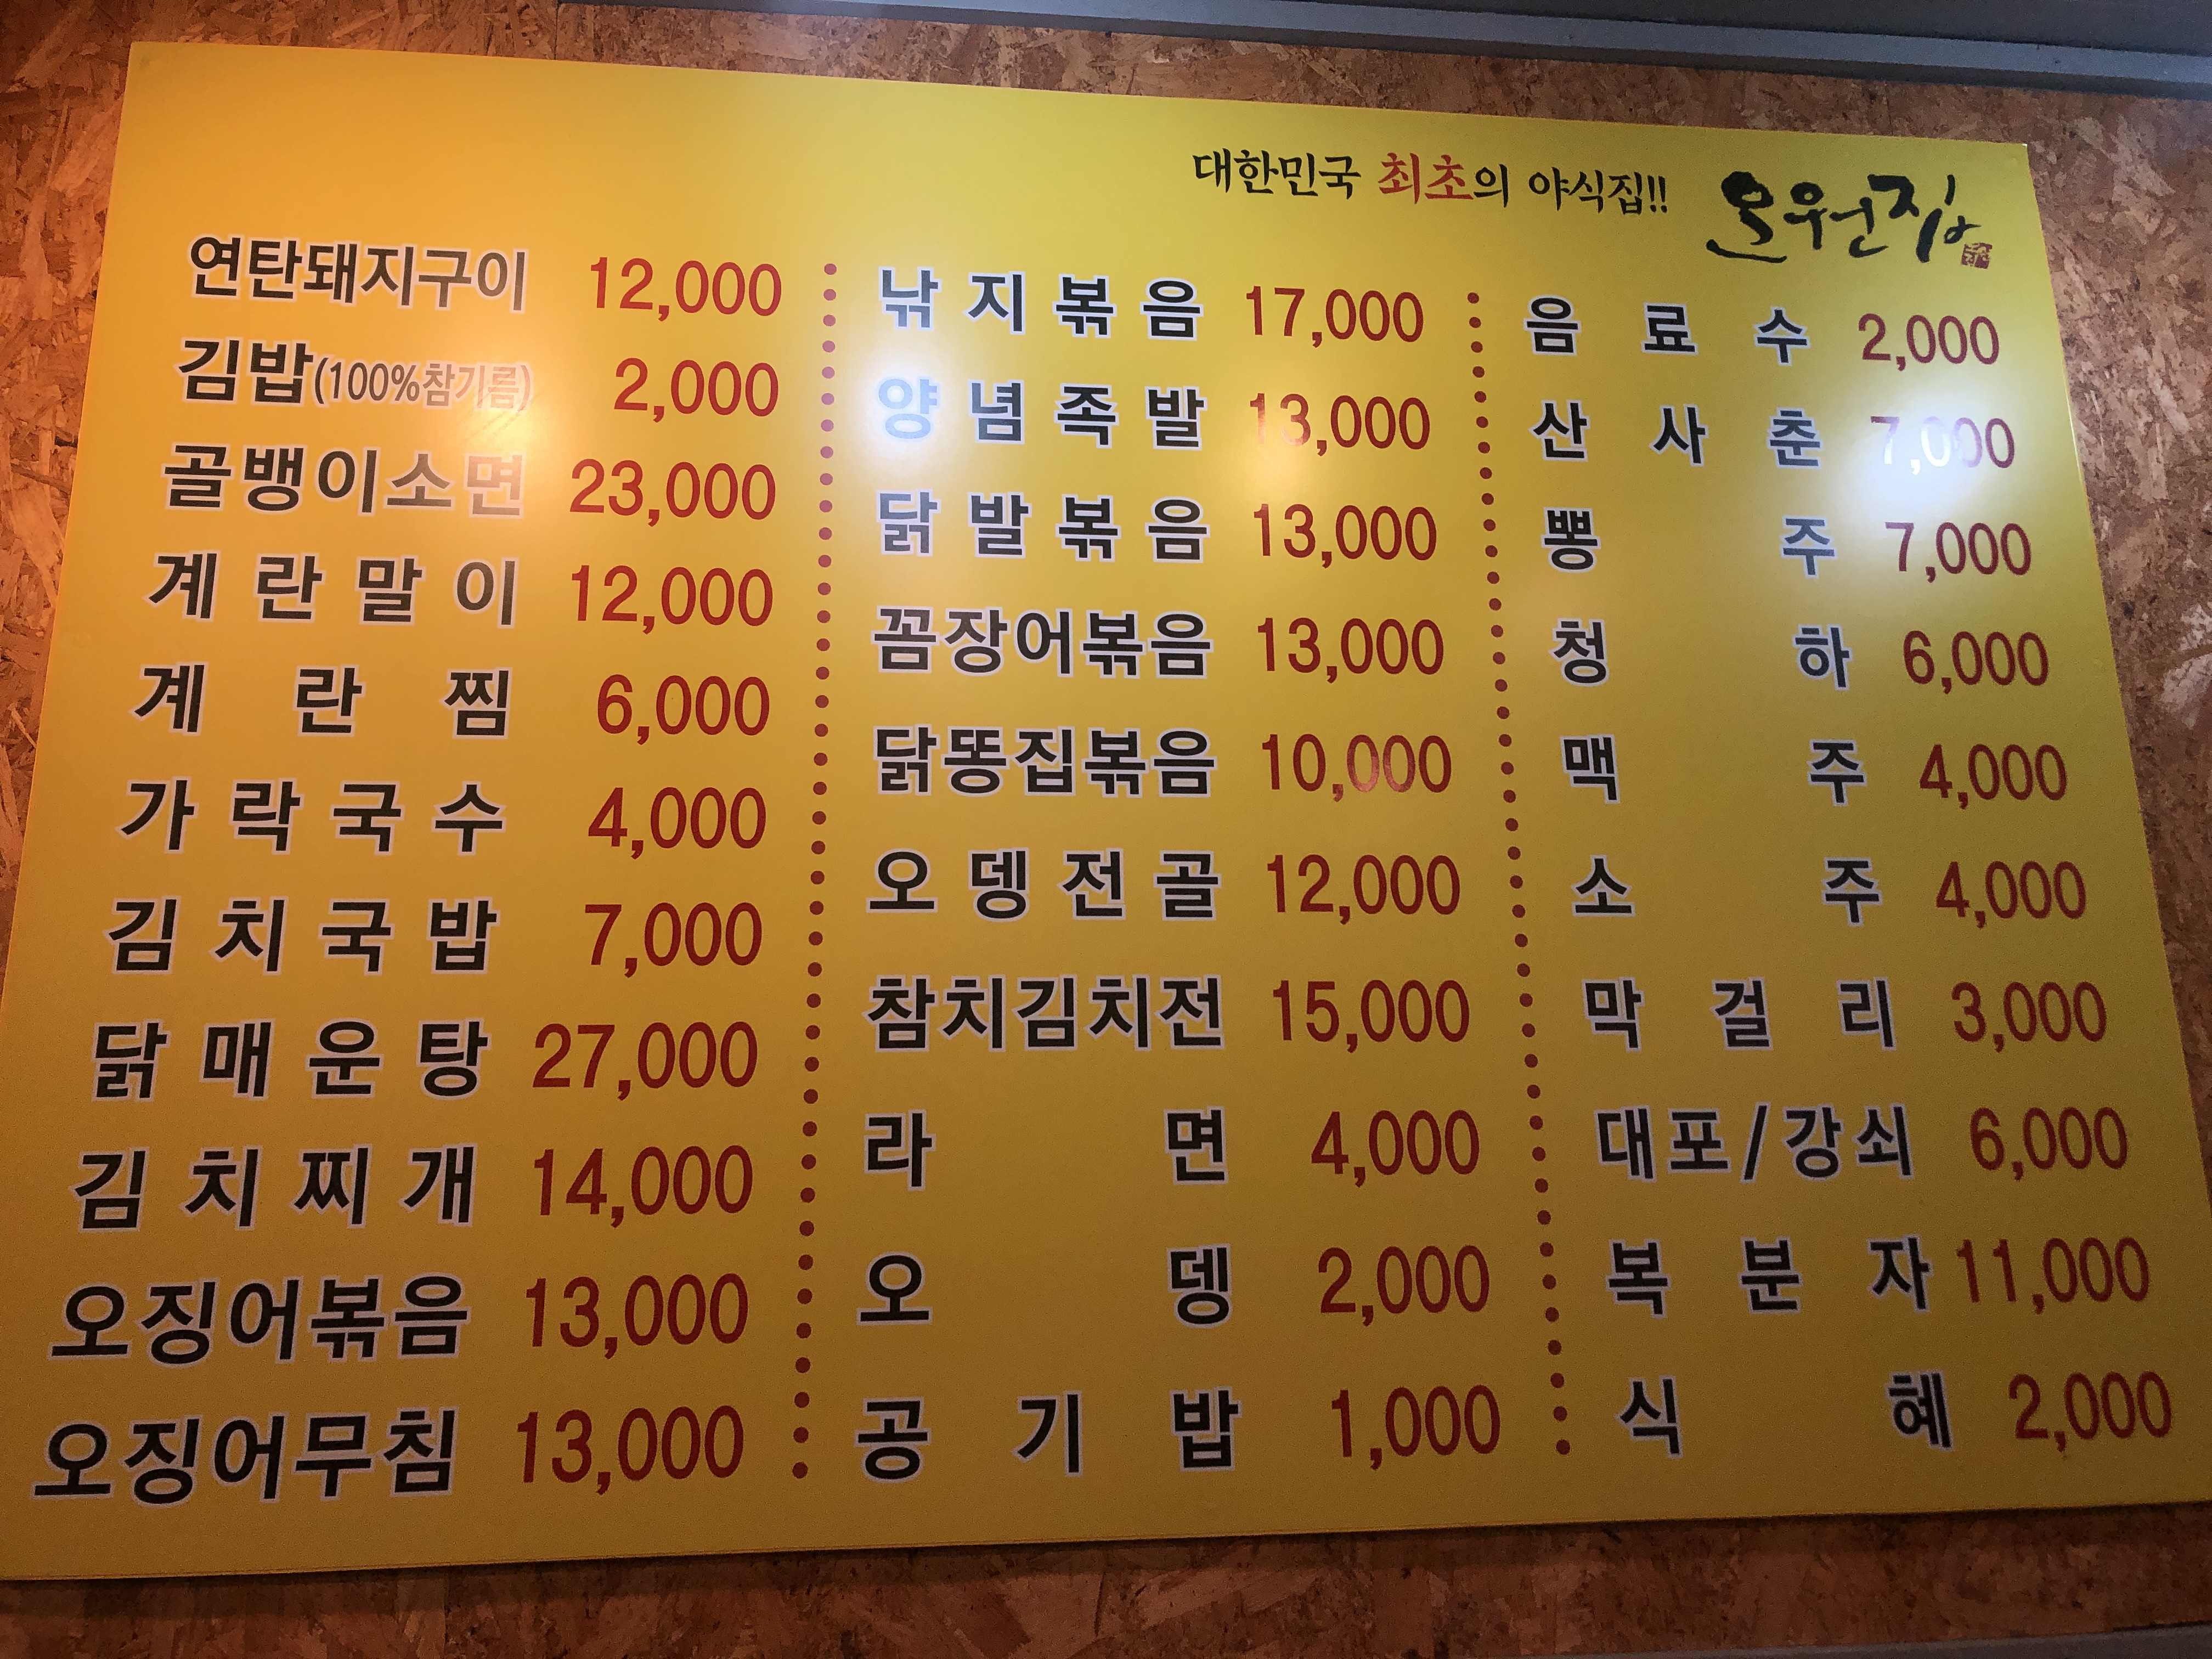 대한민국 최초의 야식집!! 오우원집
연탄돼지구이 12,000
김밥(100%참기름) 2,000
골뱅이소면 23,000
계란말이 12,000
계란찜 6,000
가락국수 4,000
김치국밥 7,000
닭매운탕 27,000
김치찌개 14,000
오징어볶음 13,000
오징어무침 13,000
낚지볶음 17,000
양념족발 13,000
닭발볶음 13,000
꼼장어볶음 13,000
닭똥집볶음 10,000
오뎅전골 12,000
참치김치전 15,000
라면 4,000
오뎅 2,000
공기밥 1,000
음료수 2,000
산사춘 7,000
뽕주 7,000
청하 6,000
맥주 4,000
소주 4,000
막걸리 3,000
대포/강쇠 6,000
복분자 11,000
식혜 2,000